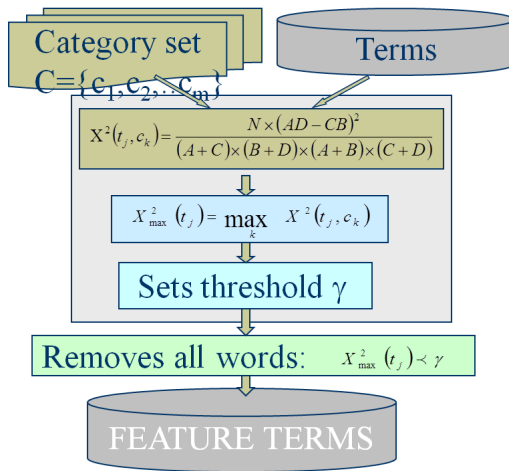 Category set
C={c₁,c₂,..cₘ}
Terms
X²(tⱼ,cₖ)=N×(AD−CB)²/(A+C)×(B+D)×(A+B)×(C+D)
X²max(tⱼ)=maxₖ X²(tⱼ,cₖ)
Sets threshold γ
Removes all words: X²max(tⱼ)≺γ
FEATURE TERMS